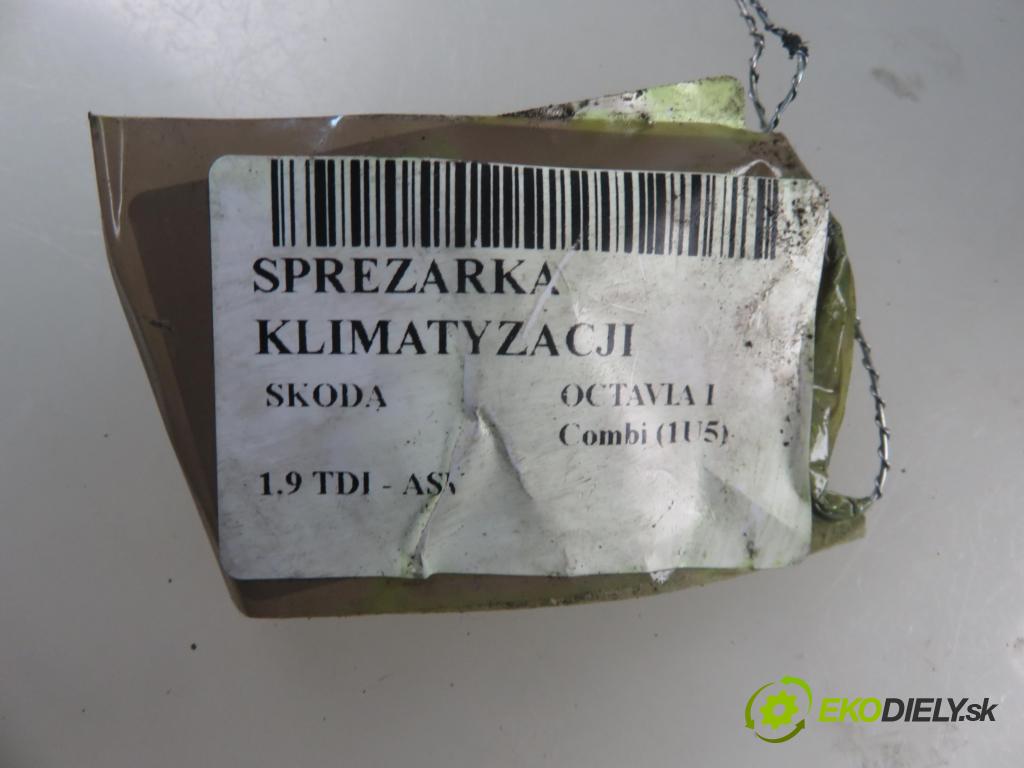 SPREZARKA
KLIMATYZACJI
SKODA OCTAVIA I
Combi (1U5)
1.9 TDI - ASV
EKODIELY.sk